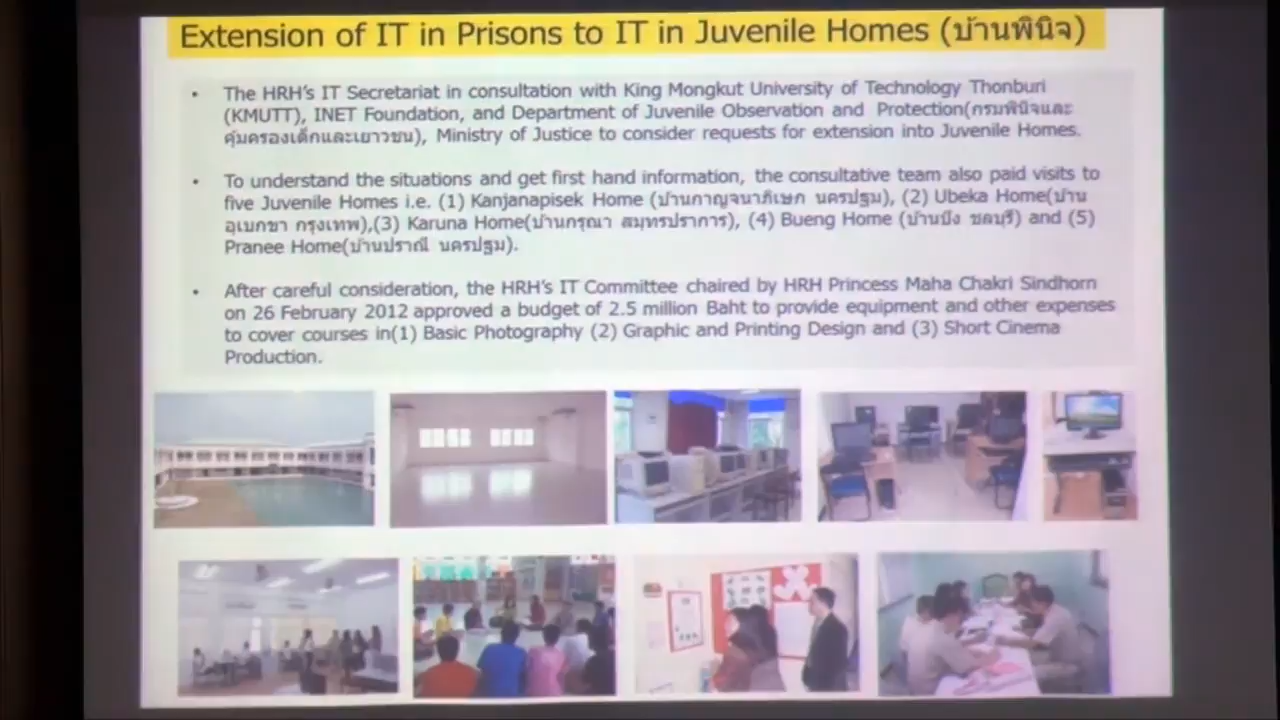 Extension of IT in Prisons to IT in Juvenile Homes (บ้านพินิจ)
• The HRH's IT Secretariat in consultation with King Mongkut University of Technology Thonburi
(KMUTT), INET Foundation, and Department of Juvenile Observation and Protection(กรมพินิจและ
คุ้มครองเด็กและเยาวชน), Ministry of Justice to consider requests for extension into Juvenile Homes.
• To understand the situations and get first hand information, the consultative team also paid visits to
five Juvenile Homes i.e. (1) Kanjanapisek Home (บ้านกาญจนาภิเษก นครปฐม), (2) Ubeka Home(บ้าน
อุเบกขา กรุงเทพ),(3) Karuna Home(บ้านกรุณา สมุทรปราการ), (4) Bueng Home (บ้านบึง ชลบุรี) and (5)
Pranee Home(บ้านปราณี นครปฐม).
• After careful consideration, the HRH's IT Committee chaired by HRH Princess Maha Chakri Sindhorn
on 26 February 2012 approved a budget of 2.5 million Baht to provide equipment and other expenses
to cover courses in(1) Basic Photography (2) Graphic and Printing Design and (3) Short Cinema
Production.